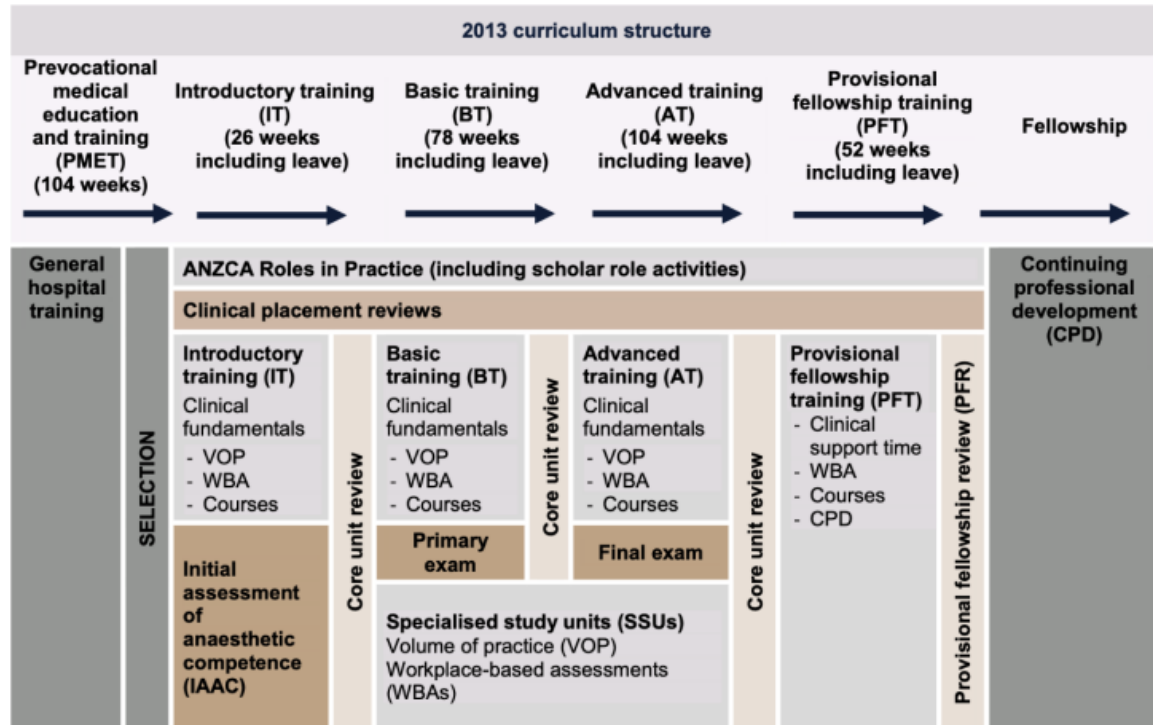 2013 curriculum structure
Prevocational
medical
education
and training
(PMET)
(104 weeks)
Introductory training
(IT)
(26 weeks
including leave)
Basic training
(BT)
(78 weeks
including leave)
Advanced training
(AT)
(104 weeks
including leave)
Provisional
fellowship training
(PFT)
(52 weeks
including leave)
Fellowship
General
hospital
training
SELECTION
ANZCA Roles in Practice (including scholar role activities)
Clinical placement reviews
Introductory
training (IT)
Clinical
fundamentals
- VOP
- WBA
- Courses
Initial
assessment
of
anaesthetic
competence
(IAAC)
Core unit review
Basic
training (BT)
Clinical
fundamentals
- VOP
- WBA
- Courses
Primary
exam
Core unit review
Advanced
training (AT)
Clinical
fundamentals
- VOP
- WBA
- Courses
Final exam
Specialised study units (SSUs)
Volume of practice (VOP)
Workplace-based assessments
(WBAs)
Core unit review
Provisional
fellowship
training (PFT)
- Clinical
support time
- WBA
- Courses
- CPD
Provisional fellowship review (PFR)
Continuing
professional
development
(CPD)